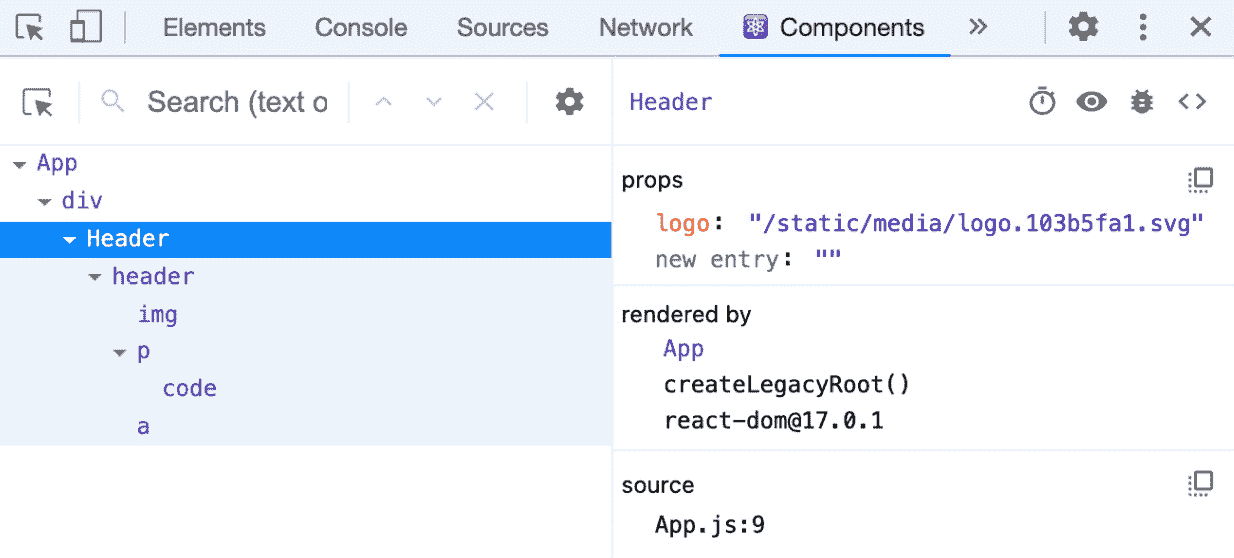 Elements Console Sources Network Components
Search (text o
Header
App
div
Header
header
img
p
code
a
props
logo: "/static/media/logo.103b5fa1.svg"
new entry: ""
rendered by
App
createLegacyRoot()
react-dom@17.0.1
source
App.js:9